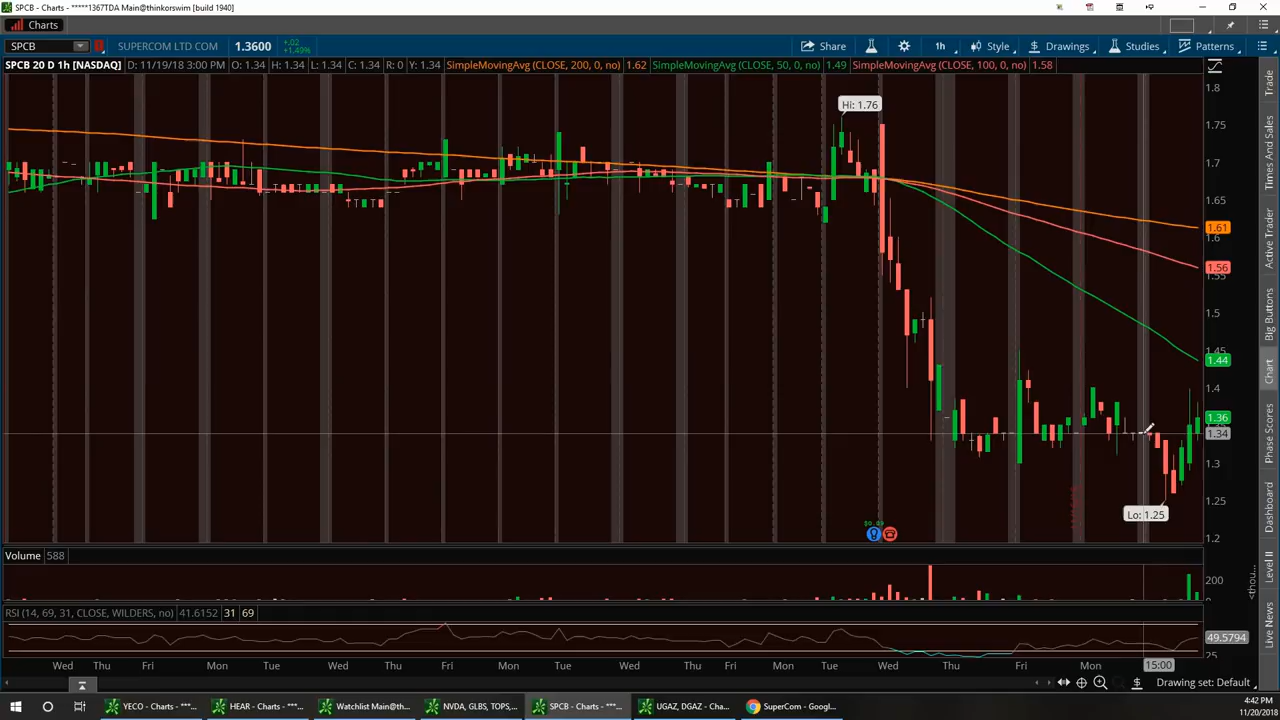 SPCB - Charts - *****1367TDA Main@thinkorswim [build 1940]
Charts
SPCB SUPERCOM LTD COM 1.3600 +.02 +1.49% Share 1h Style Drawings Studies Patterns
SPCB 20 D 1h [NASDAQ] D: 11/19/18 3:00 PM O: 1.34 H: 1.34 L: 1.34 C: 1.34 R: 0 Y: 1.34 SimpleMovingAvg (CLOSE, 200, 0, no) 1.62 SimpleMovingAvg (CLOSE, 50, 0, no) 1.49 SimpleMovingAvg (CLOSE, 100, 0, no) 1.58
1.8
Hi: 1.76
1.75
1.7
1.65
1.61
1.6
1.56
1.55
1.5
1.45
1.44
1.4
1.36
1.34
1.3
1.25
Lo: 1.25
1.2
$0.09
Trade
Times And Sales
Active Trader
Big Buttons
Chart
Phase Scores
Dashboard
Level II
Live News
Volume 588
200
0
<thou...
RSI (14, 69, 31, CLOSE, WILDERS, no) 41.6152 31 69
49.5794
25
Wed Thu Fri Mon Tue Wed Fri Mon Tue Wed Thu Fri Mon Tue Wed Thu Fri Mon 15:00
Drawing set: Default
YECO - Charts - *** ... HEAR - Charts - *** ... Watchlist Main@th... NVDA, GLBS, TOPS,... SPCB - Charts - *** ... UGAZ, DGAZ - Char... SuperCom - Googl...
4:42 PM
11/20/2018